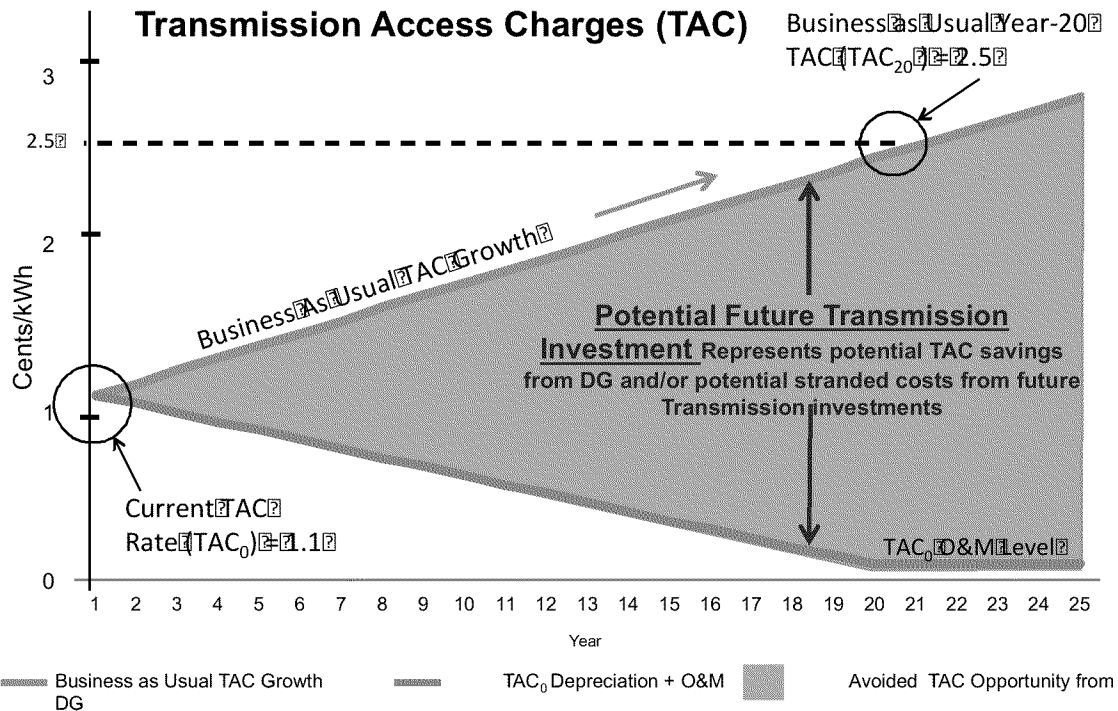 Transmission Access Charges (TAC)
Business as Usual Year-20
TAC (TAC20 ) = 2.5
3
2.5
2
1
0
Cents/kWh
Business As Usual TAC Growth
Potential Future Transmission
Investment Represents potential TAC savings
from DG and/or potential stranded costs from future
Transmission investments
Current TAC
Rate (TAC0) = 1.1
TAC0 O&M Level
1 2 3 4 5 6 7 8 9 10 11 12 13 14 15 16 17 18 19 20 21 22 23 24 25
Year
Business as Usual TAC Growth
TAC0 Depreciation + O&M
Avoided TAC Opportunity from
DG